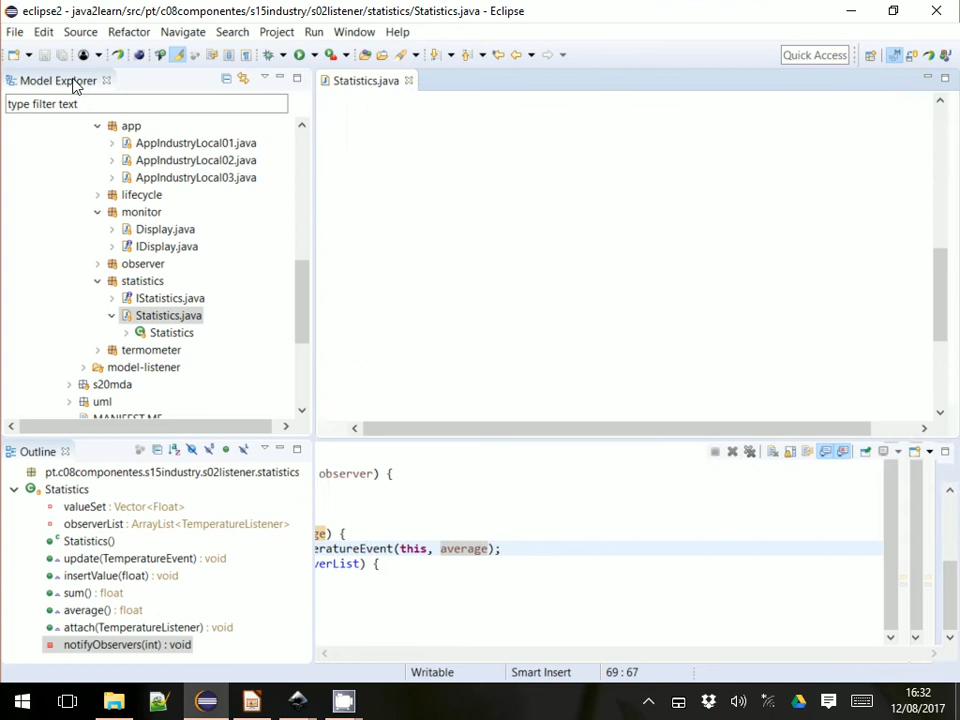 eclipse2 - java2learn/src/pt/c08componentes/s15industry/s02listener/statistics/Statistics.java - Eclipse
File Edit Source Refactor Navigate Search Project Run Window Help
Quick Access
Model Explorer
Statistics.java
type filter text
app
AppIndustryLocal01.java
AppIndustryLocal02.java
AppIndustryLocal03.java
lifecycle
monitor
Display.java
IDisplay.java
observer
statistics
IStatistics.java
Statistics.java
Statistics
termometer
model-listener
s20mda
uml
MANIFEST.MF
Outline
pt.c08componentes.s15industry.s02listener.statistics
Statistics
valueSet : Vector<Float>
observerList : ArrayList<TemperatureListener>
Statistics()
update(TemperatureEvent) : void
insertValue(float) : void
sum() : float
average() : float
attach(TemperatureListener) : void
notifyObservers(int) : void
observer) {
ge) {
eratureEvent(this, average);
verList) {
Writable Smart Insert 69 : 67
16:32
12/08/2017